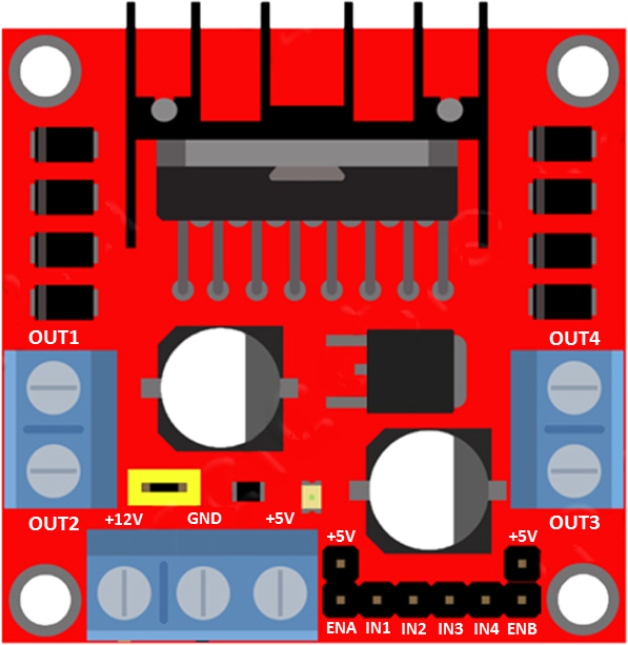 OUT1
OUT4
OUT2
+12V GND +5V
OUT3
+5V
+5V
ENA IN1 IN2 IN3 IN4 ENB